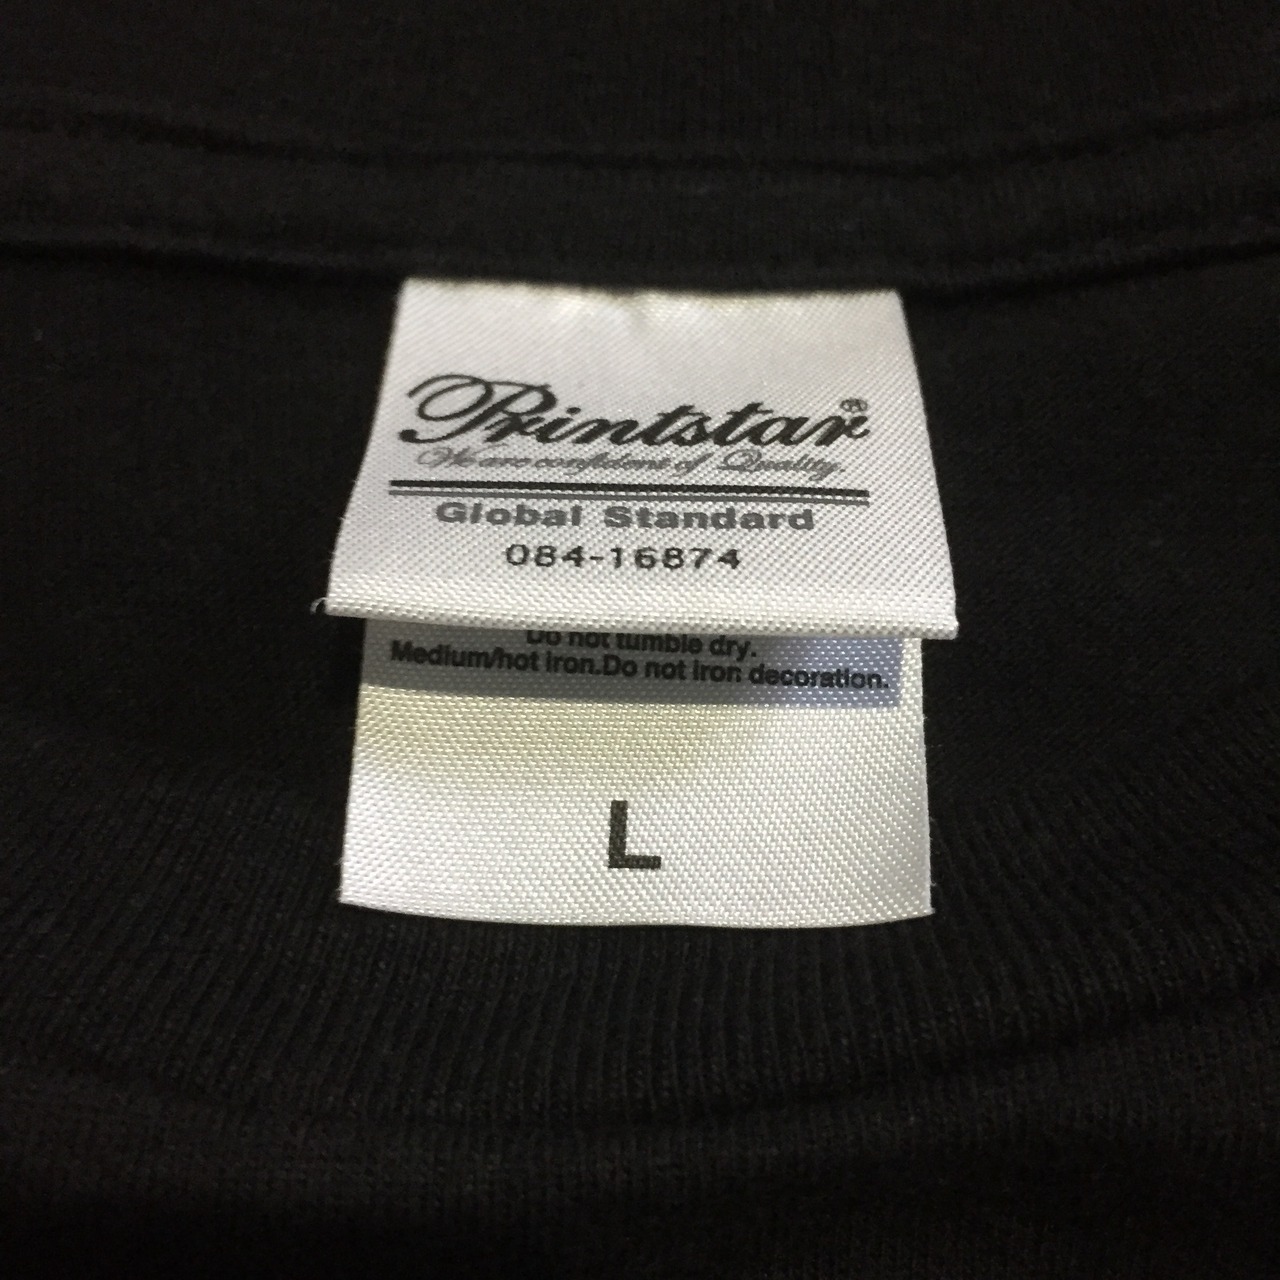 Printstar®
We are confident of Quality.
Global Standard
084-16874
Do not tumble dry.
Medium/hot iron.Do not iron decoration.
L